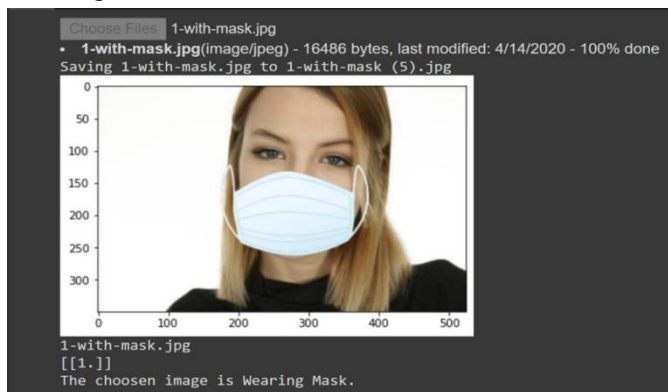 Choose Files 1-with-mask.jpg
• 1-with-mask.jpg(image/jpeg) - 16486 bytes, last modified: 4/14/2020 - 100% done
Saving 1-with-mask.jpg to 1-with-mask (5).jpg
0
50
100
150
200
250
300
0 100 200 300 400 500
1-with-mask.jpg
[[1.]]
The choosen image is Wearing Mask.